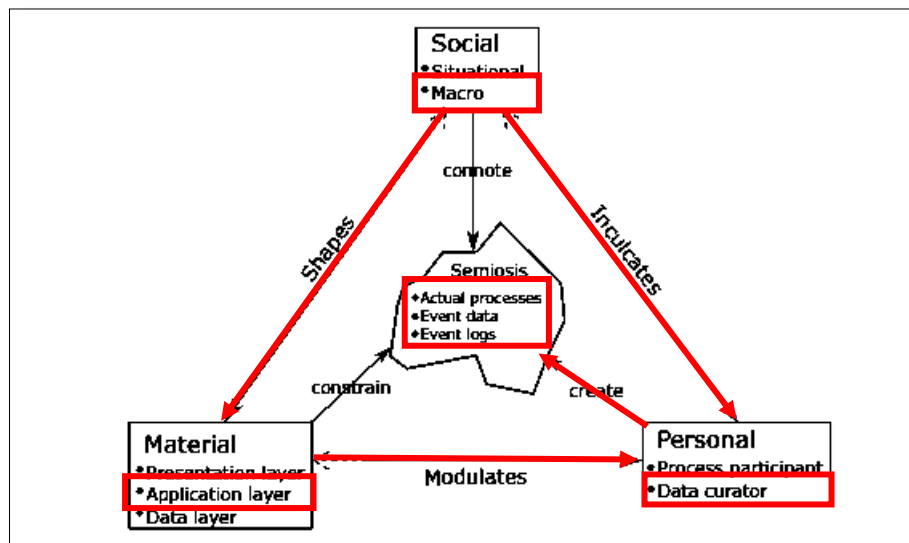 Social
•Situational
•Macro
connote
Shapes
Inculcates
Semiosis
•Actual processes
•Event data
•Event logs
constrain
create
Material
•Presentation layer
•Application layer
•Data layer
Modulates
Personal
•Process participant
•Data curator